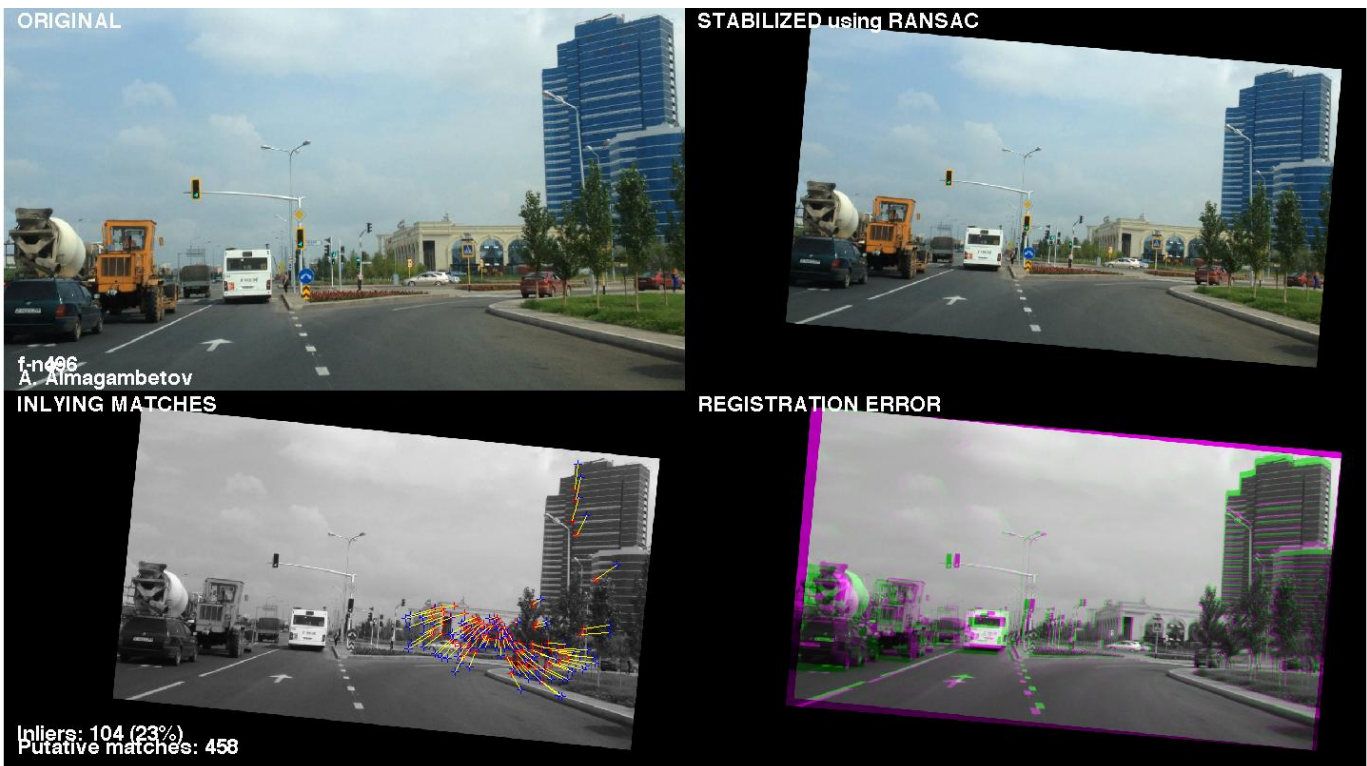 ORIGINAL
STABILIZED using RANSAC
A. Almagambetov
INLYING MATCHES
REGISTRATION ERROR
Inliers: 104 (23%)
Putative matches: 458